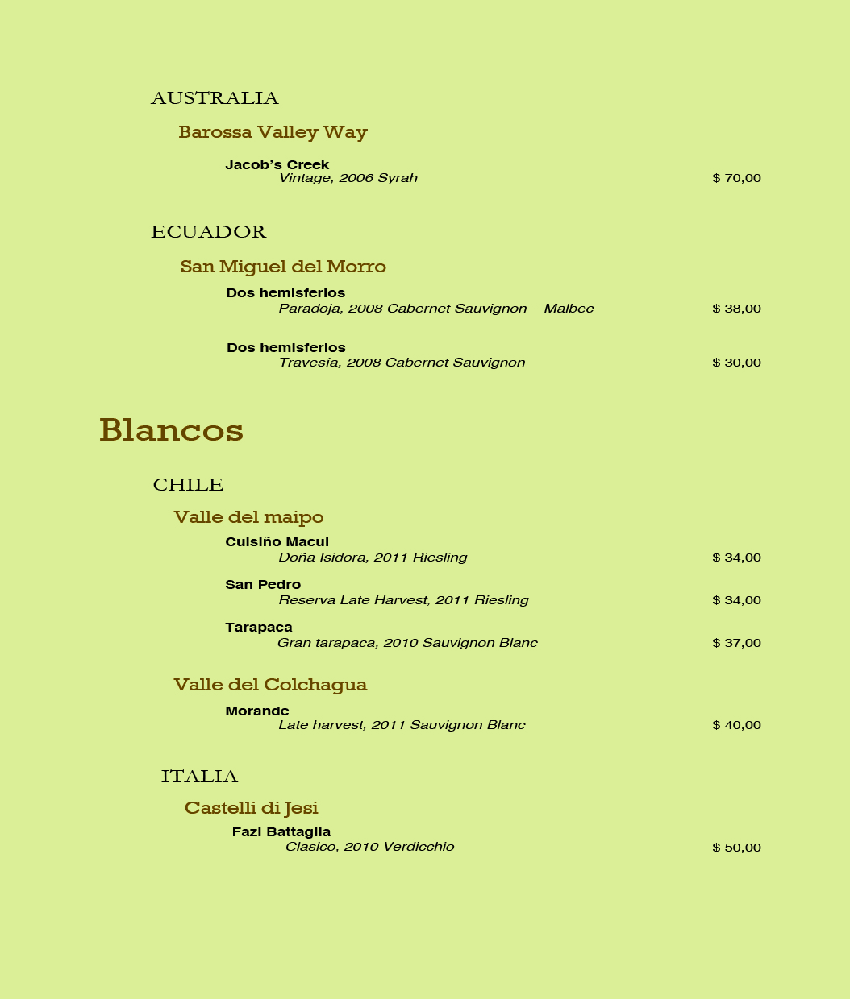 AUSTRALIA
Barossa Valley Way
Jacob’s Creek
Vintage, 2006 Syrah $ 70,00
ECUADOR
San Miguel del Morro
Dos hemisferios
Paradoja, 2008 Cabernet Sauvignon – Malbec $ 38,00
Dos hemisferios
Travesía, 2008 Cabernet Sauvignon $ 30,00
Blancos
CHILE
Valle del maipo
Cuisiño Macul
Doña Isidora, 2011 Riesling $ 34,00
San Pedro
Reserva Late Harvest, 2011 Riesling $ 34,00
Tarapaca
Gran tarapaca, 2010 Sauvignon Blanc $ 37,00
Valle del Colchagua
Morande
Late harvest, 2011 Sauvignon Blanc $ 40,00
ITALIA
Castelli di Jesi
Fazi Battaglia
Clasico, 2010 Verdicchio $ 50,00